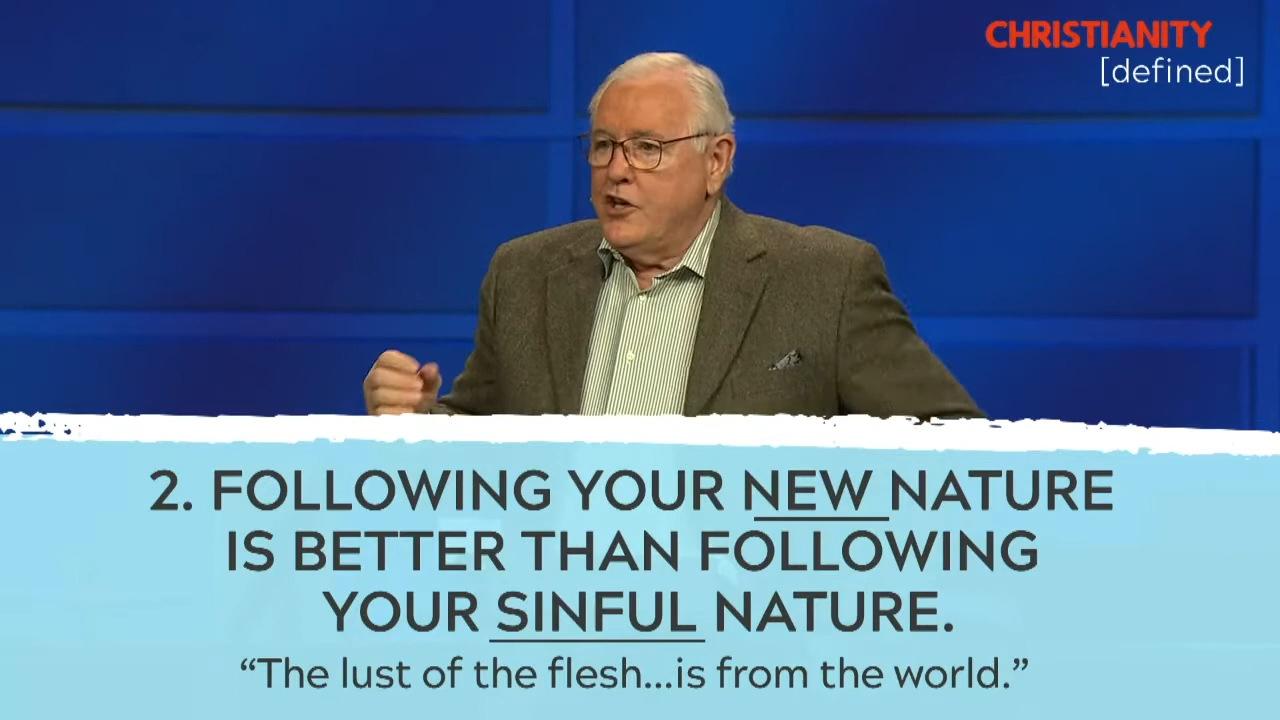 CHRISTIANITY
[defined]
2. FOLLOWING YOUR NEW NATURE
IS BETTER THAN FOLLOWING
YOUR SINFUL NATURE.
“The lust of the flesh...is from the world.”